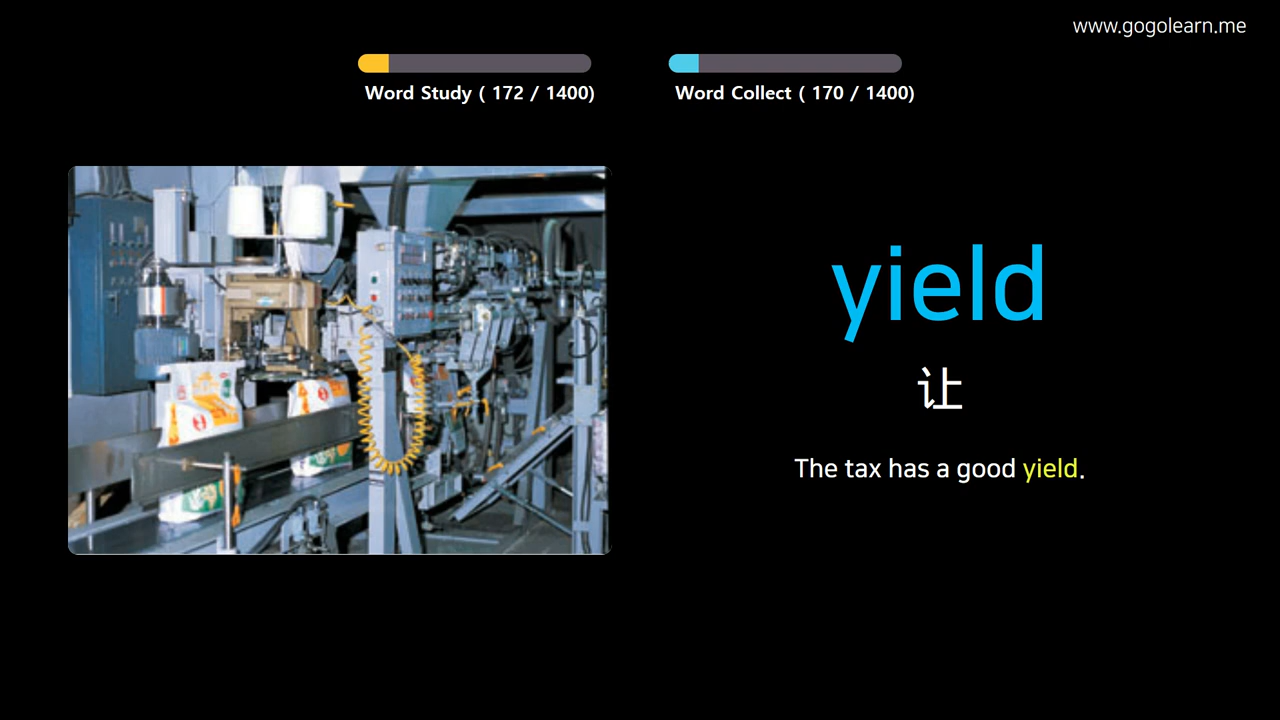 www.gogolearn.me
Word Study ( 172 / 1400)
Word Collect ( 170 / 1400)
yield
让
The tax has a good yield.